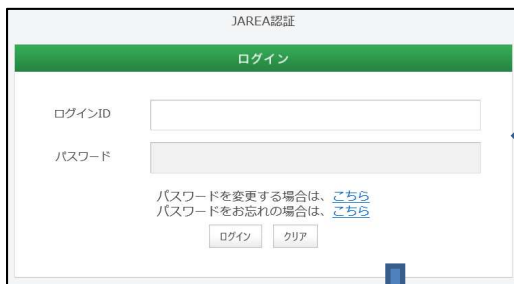 JAREA認証
ログイン
ログインID
パスワード
パスワードを変更する場合は、こちら
パスワードをお忘れの場合は、こちら
ログイン クリア